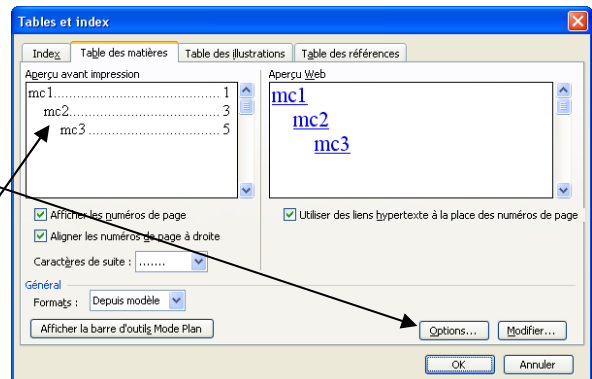 Tables et index
Index Table des matières Table des illustrations Table des références
Aperçu avant impression
mc1........................................ 1
mc2..................................... 3
mc3................................ 5
Aperçu Web
mc1
mc2
mc3
Afficher les numéros de page
Utiliser des liens hypertexte à la place des numéros de page
Aligner les numéros de page à droite
Caractères de suite : .......
Général
Formats : Depuis modèle
Afficher la barre d'outils Mode Plan
Options... Modifier...
OK Annuler